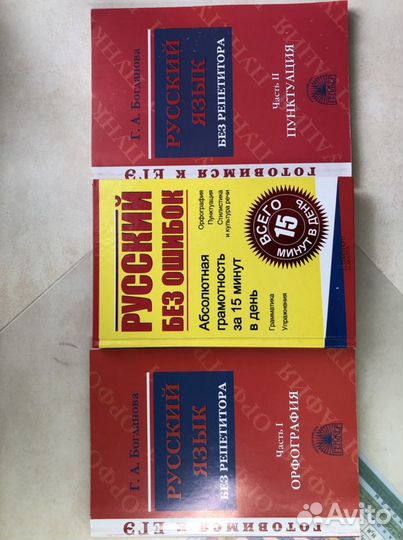 Г. А. Богданова
РУССКИЙ
ЯЗЫК
БЕЗ РЕПЕТИТОРА
Часть II
ПУНКТУАЦИЯ
ГОТОВИМСЯ К ЕГЭ
РУССКИЙ
БЕЗ ОШИБОК
Орфография
Пунктуация
Стилистика
и культура речи
Абсолютная
грамотность
за 15 минут
в день
Грамматика
Упражнения
ВСЕГО
15
МИНУТ В ДЕНЬ
Г. А. Богданова
РУССКИЙ
ЯЗЫК
БЕЗ РЕПЕТИТОРА
Часть I
ОРФОГРАФИЯ
ГОТОВИМСЯ К ЕГЭ
Avito